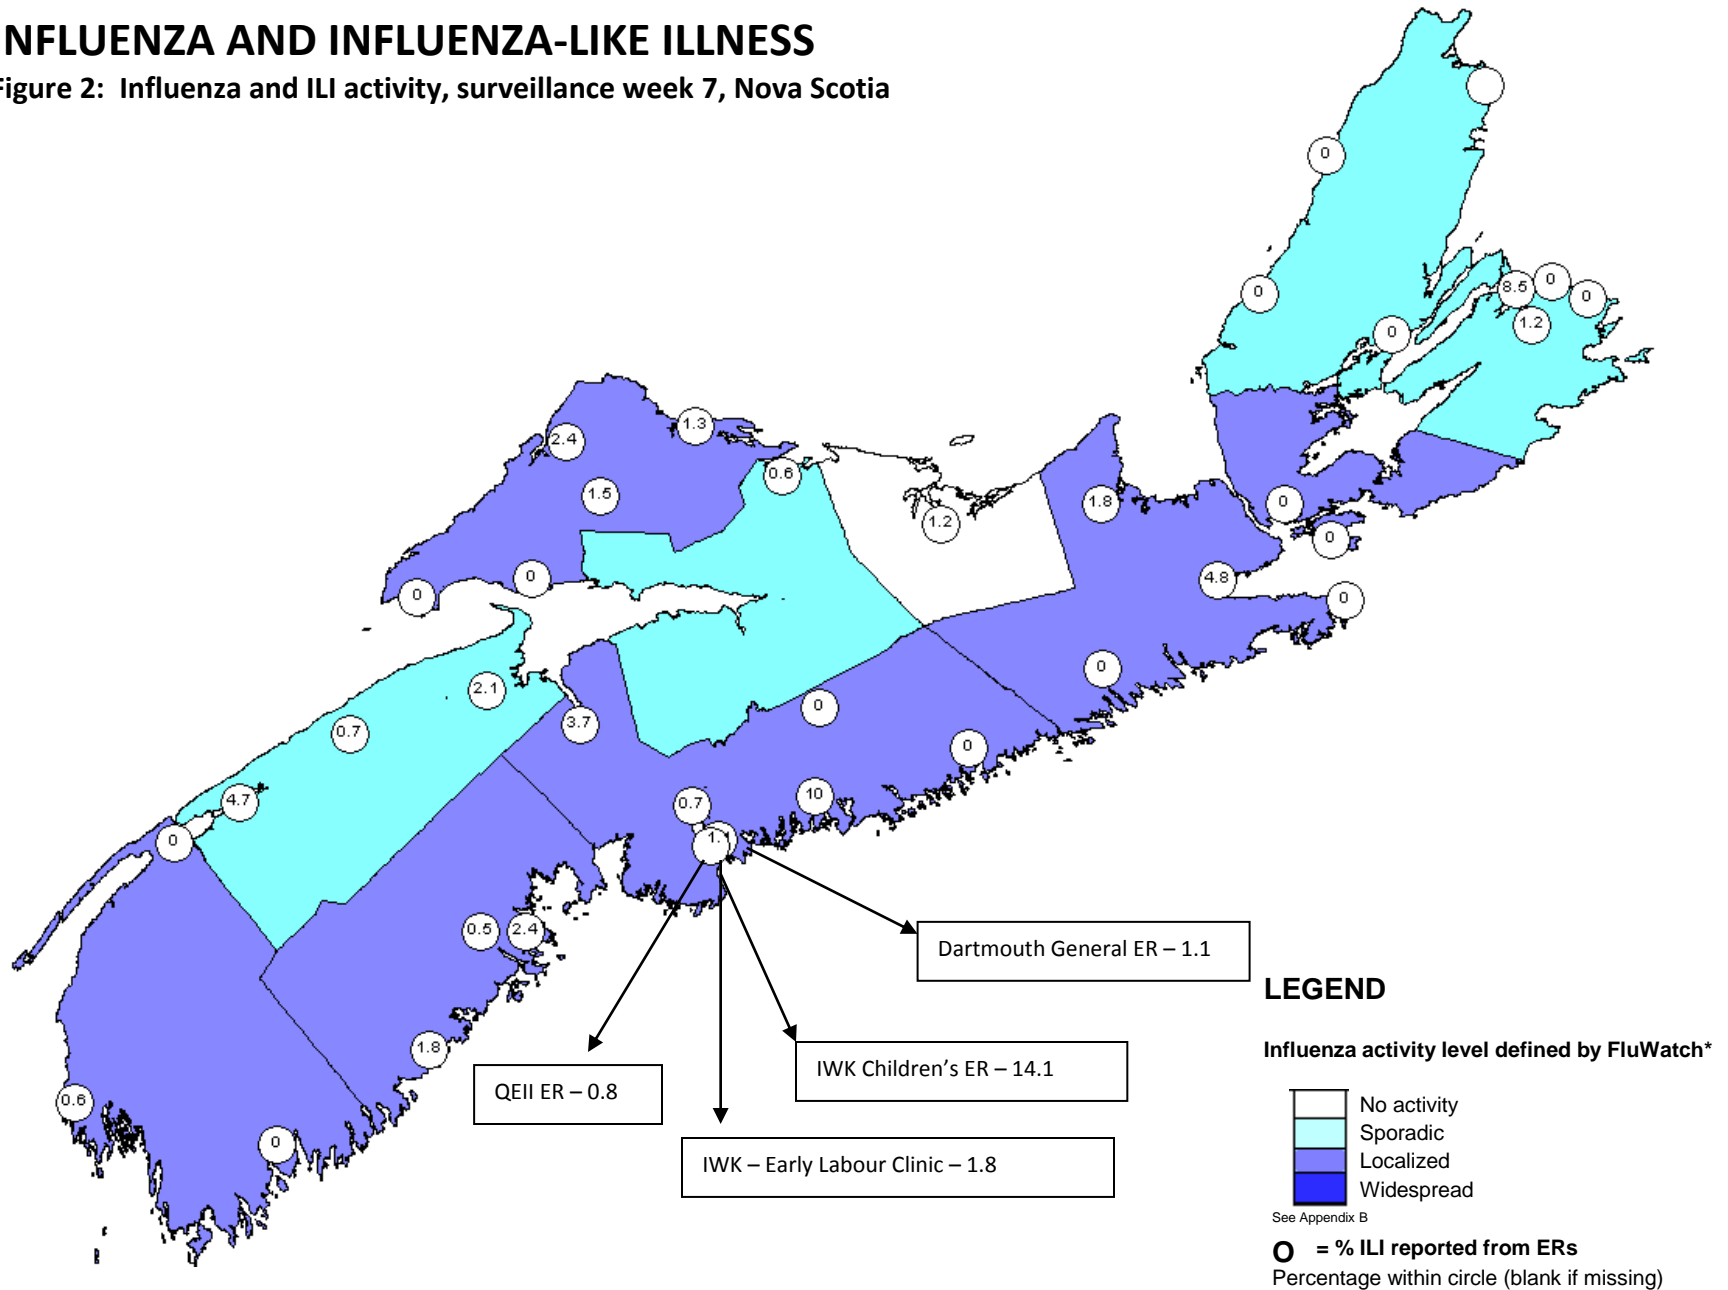 NFLUENZA AND INFLUENZA-LIKE ILLNESS
Figure 2: Influenza and ILI activity, surveillance week 7, Nova Scotia
0
0
8.5
0
0
1.2
0
2.4
1.3
1.5
0.6
1.2
1.8
0
0
4.8
0
0
0
0
2.1
0.7
3.7
0
0
4.7
0
0.7
10
1.1
0.5
2.4
1.8
0.6
0
Dartmouth General ER – 1.1
IWK Children's ER – 14.1
QEII ER – 0.8
IWK – Early Labour Clinic – 1.8
LEGEND
Influenza activity level defined by FluWatch*
No activity
Sporadic
Localized
Widespread
See Appendix B
O = % ILI reported from ERs
Percentage within circle (blank if missing)